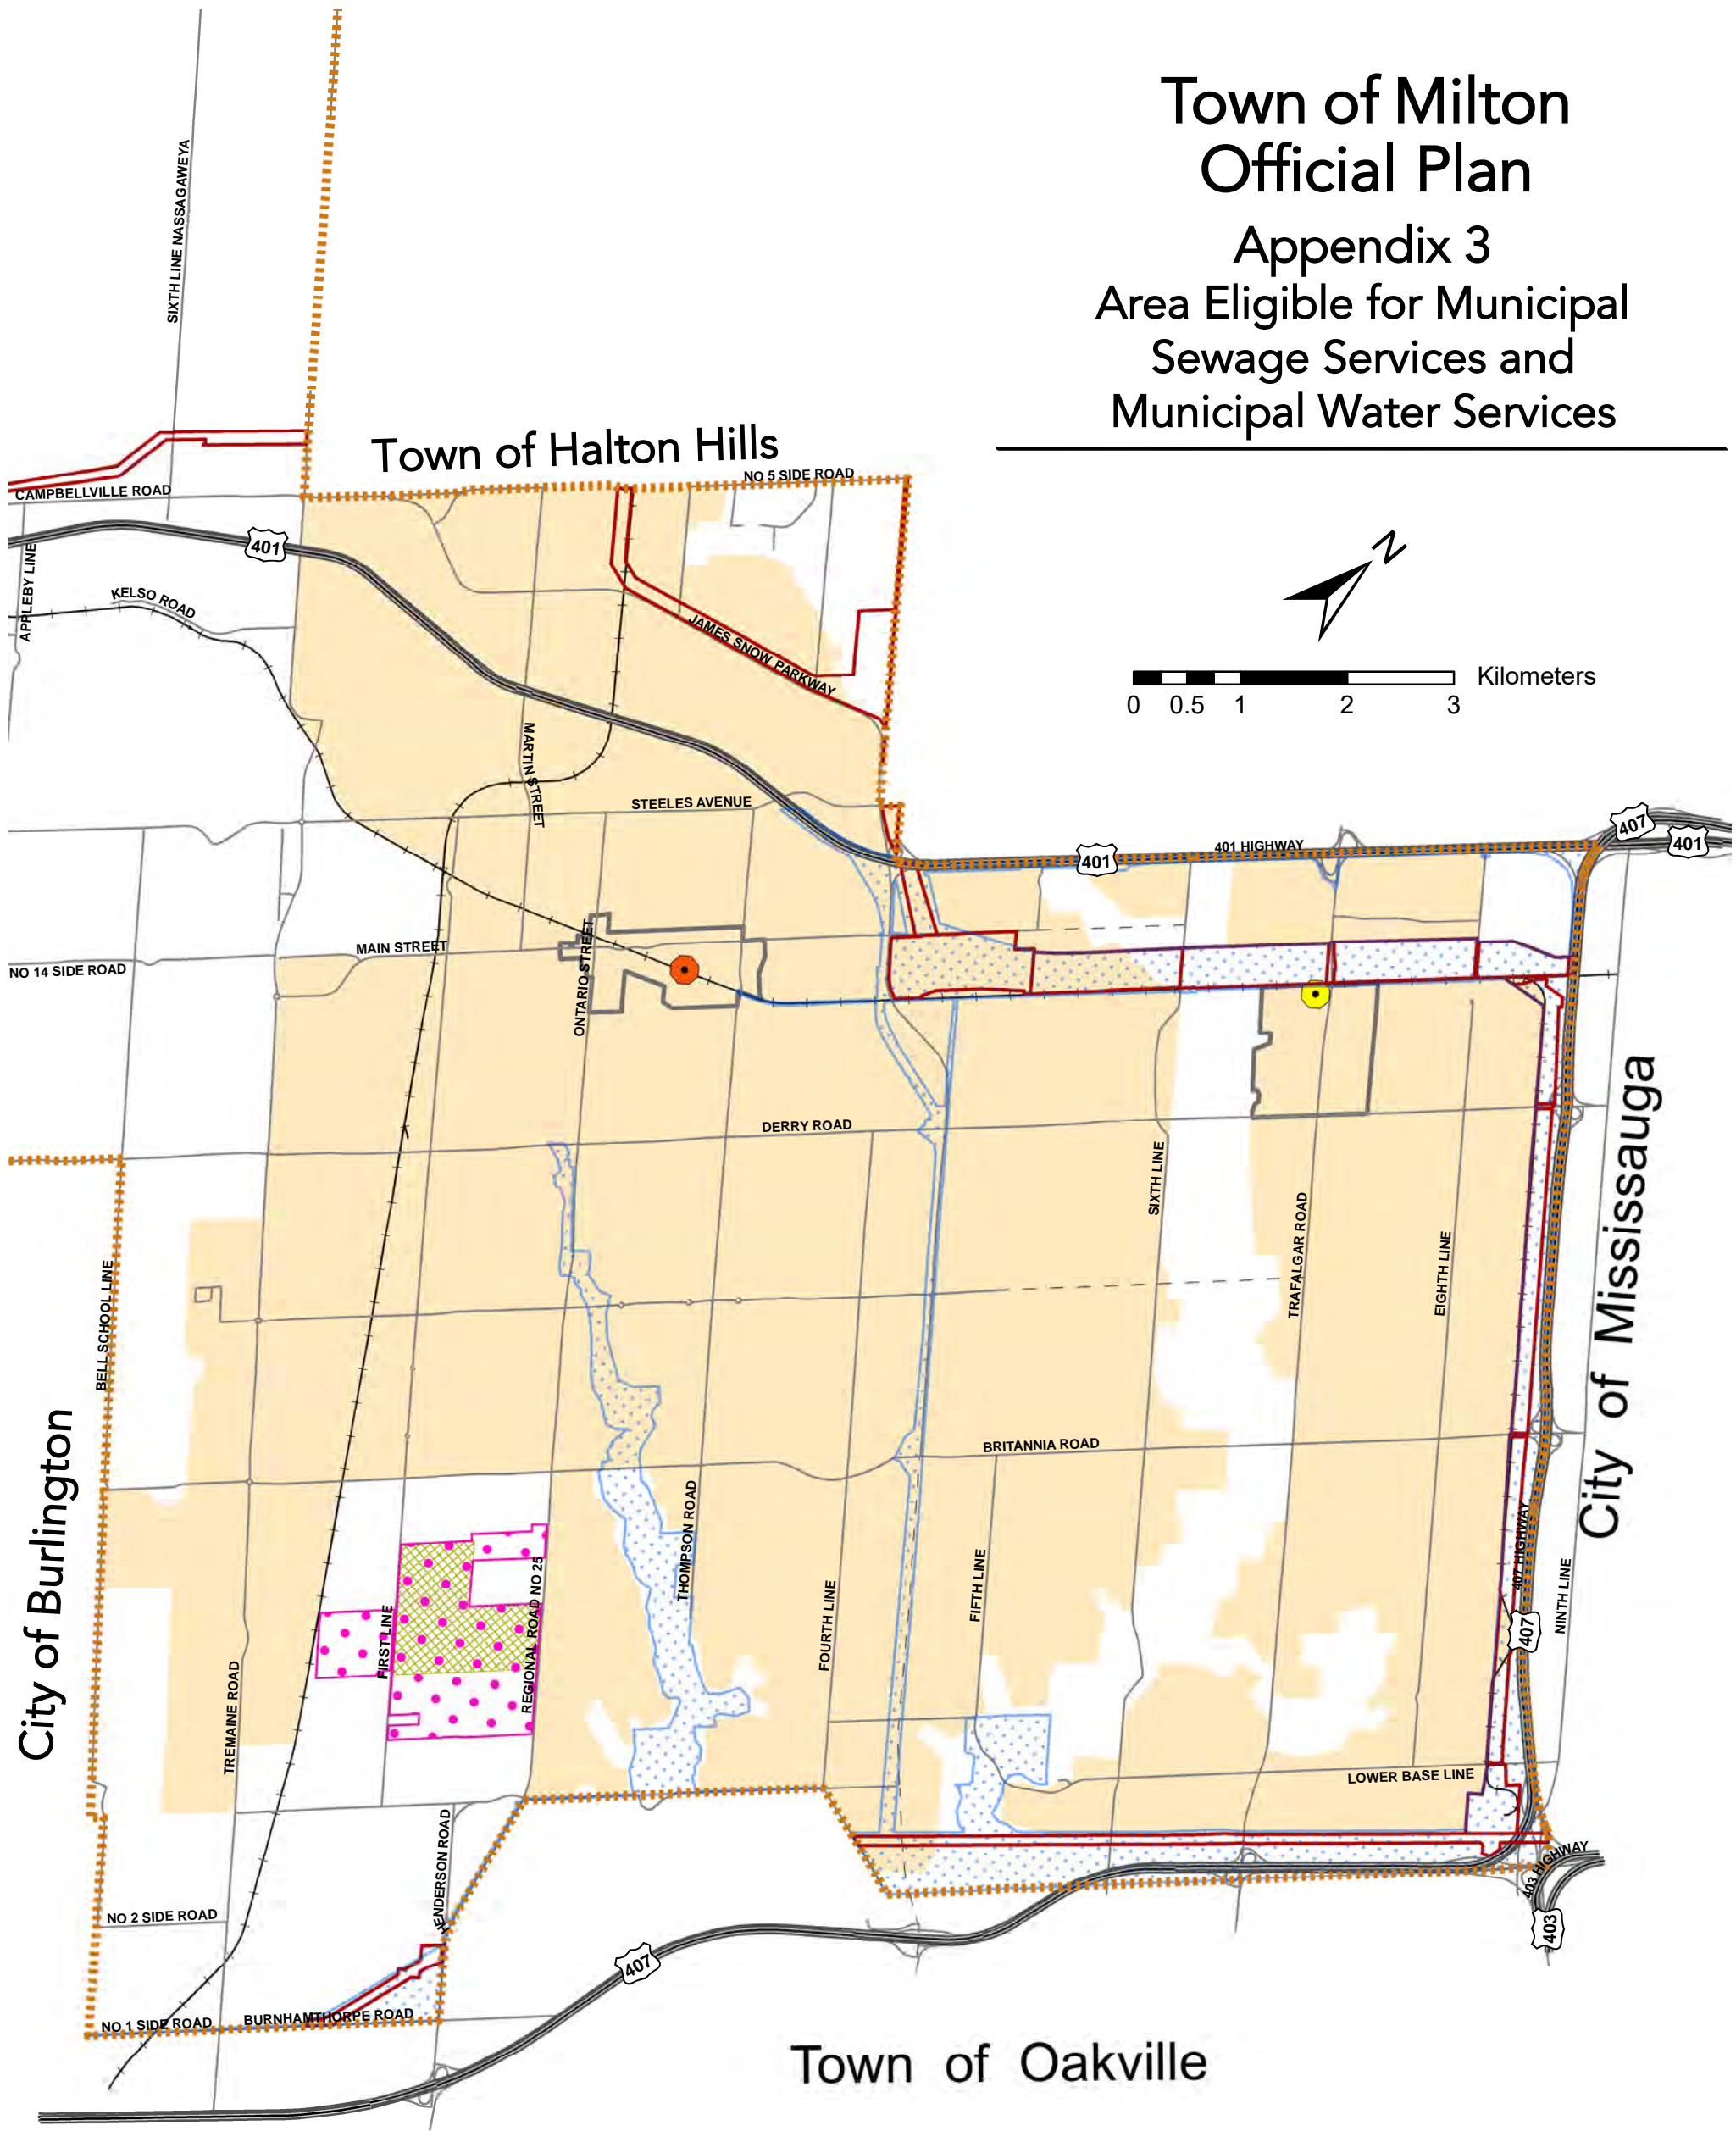 Town of Milton
Official Plan
Appendix 3
Area Eligible for Municipal
Sewage Services and
Municipal Water Services
SIXTH LINE NASSAGAWEYA
Town of Halton Hills
NO 5 SIDE ROAD
CAMPBELLVILLE ROAD
401
APPLEBY LINE
KELSO ROAD
N
JAMES SNOW PARKWAY
Kilometers
0 0.5 1 2 3
MARTIN STREET
STEELES AVENUE
407
401 HIGHWAY
401
401
ONTARIO STREET
MAIN STREET
NO 14 SIDE ROAD
DERRY ROAD
SIXTH LINE
TRAFALGAR ROAD
EIGHTH LINE
City of Mississauga
BELL SCHOOL LINE
BRITANNIA ROAD
City of Burlington
THOMPSON ROAD
FIRST LINE
REGIONAL ROAD NO 25
FOURTH LINE
FIFTH LINE
407 HIGHWAY
407
NINTH LINE
TREMAINE ROAD
LOWER BASE LINE
HENDERSON ROAD
403 HIGHWAY
403
NO 2 SIDE ROAD
407
NO 1 SIDE ROAD
BURNHAMTHORPE ROAD
Town of Oakville